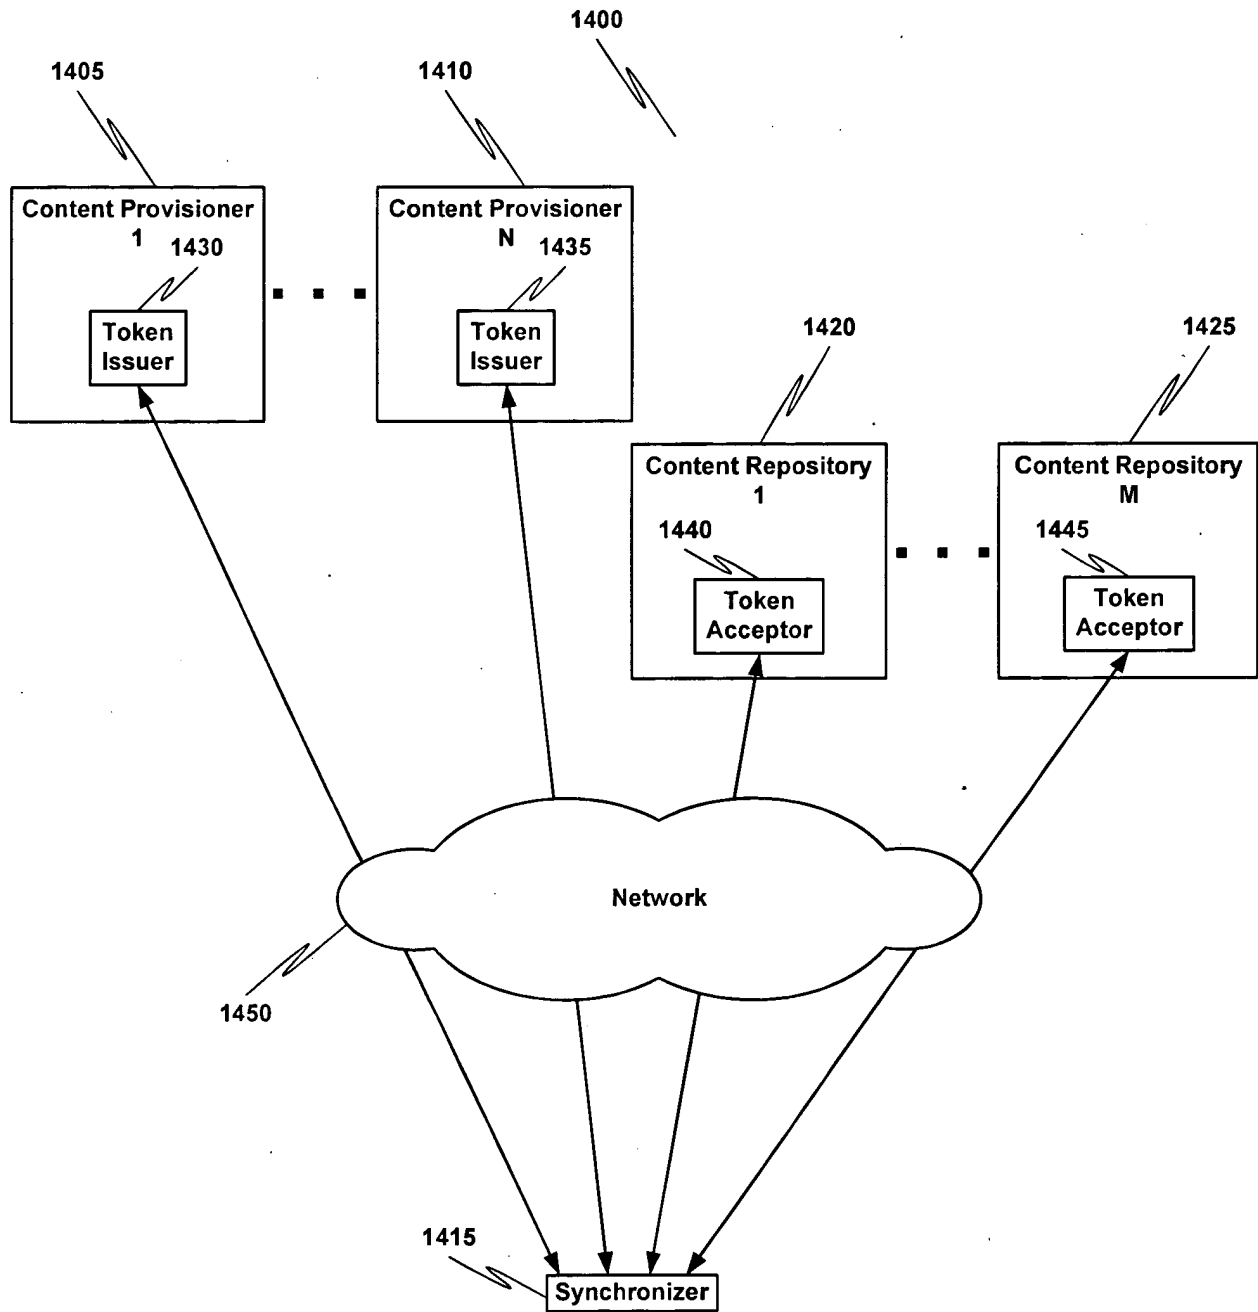 1400
1405
1410
Content Provisioner
1
1430
Token
Issuer
Content Provisioner
N
1435
Token
Issuer
1420
1425
Content Repository
1
1440
Token
Acceptor
Content Repository
M
1445
Token
Acceptor
Network
1450
1415
Synchronizer